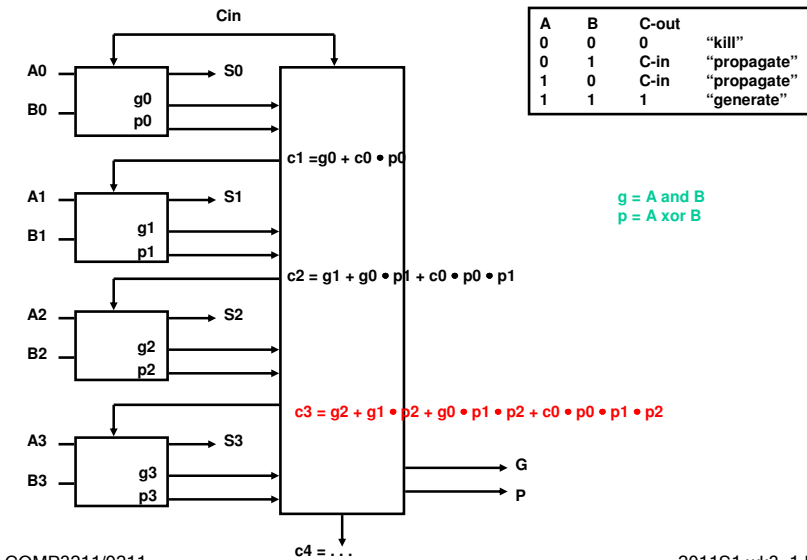 Cin
A B C-out
0 0 0 “kill”
0 1 C-in “propagate”
1 0 C-in “propagate”
1 1 1 “generate”
A0 S0
g0
B0
p0
c1 =g0 + c0 • p0
A1 S1
g1
B1
p1
g = A and B
p = A xor B
c2 = g1 + g0 • p1 + c0 • p0 • p1
A2 S2
g2
B2
p2
c3 = g2 + g1 • p2 + g0 • p1 • p2 + c0 • p0 • p1 • p2
A3 S3
g3
B3
p3
G
P
c4 = . . .